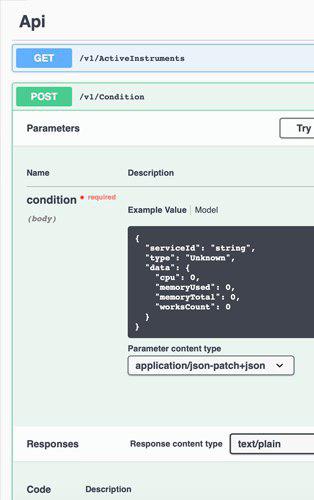 Api
GET /v1/ActiveInstruments
POST /v1/Condition
Parameters Try
Name Description
condition * required
(body)
Example Value Model
{
"serviceId": "string",
"type": "Unknown",
"data": {
"cpu": 0,
"memoryUsed": 0,
"memoryTotal": 0,
"worksCount": 0
}
}
Parameter content type
application/json-patch+json
Responses Response content type text/plain
Code Description